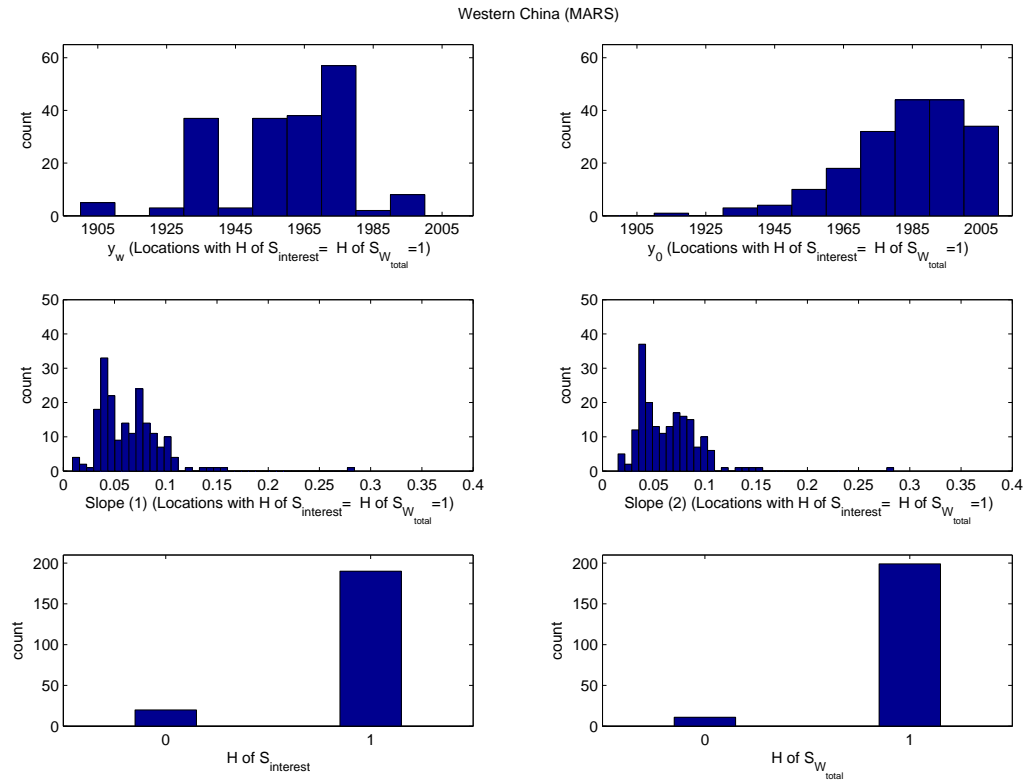 Western China (MARS)
60
40
20
0
count
1905 1925 1945 1965 1985 2005
y_w (Locations with H of S_interest= H of S_W_total =1)
60
40
20
0
count
1905 1925 1945 1965 1985 2005
y_0 (Locations with H of S_interest= H of S_W_total =1)
50
40
30
20
10
0
count
0 0.05 0.1 0.15 0.2 0.25 0.3 0.35 0.4
Slope (1) (Locations with H of S_interest= H of S_W_total =1)
50
40
30
20
10
0
count
0 0.05 0.1 0.15 0.2 0.25 0.3 0.35 0.4
Slope (2) (Locations with H of S_interest= H of S_W_total =1)
200
150
100
50
0
count
0 1
H of S_interest
200
150
100
50
0
count
0 1
H of S_W_total